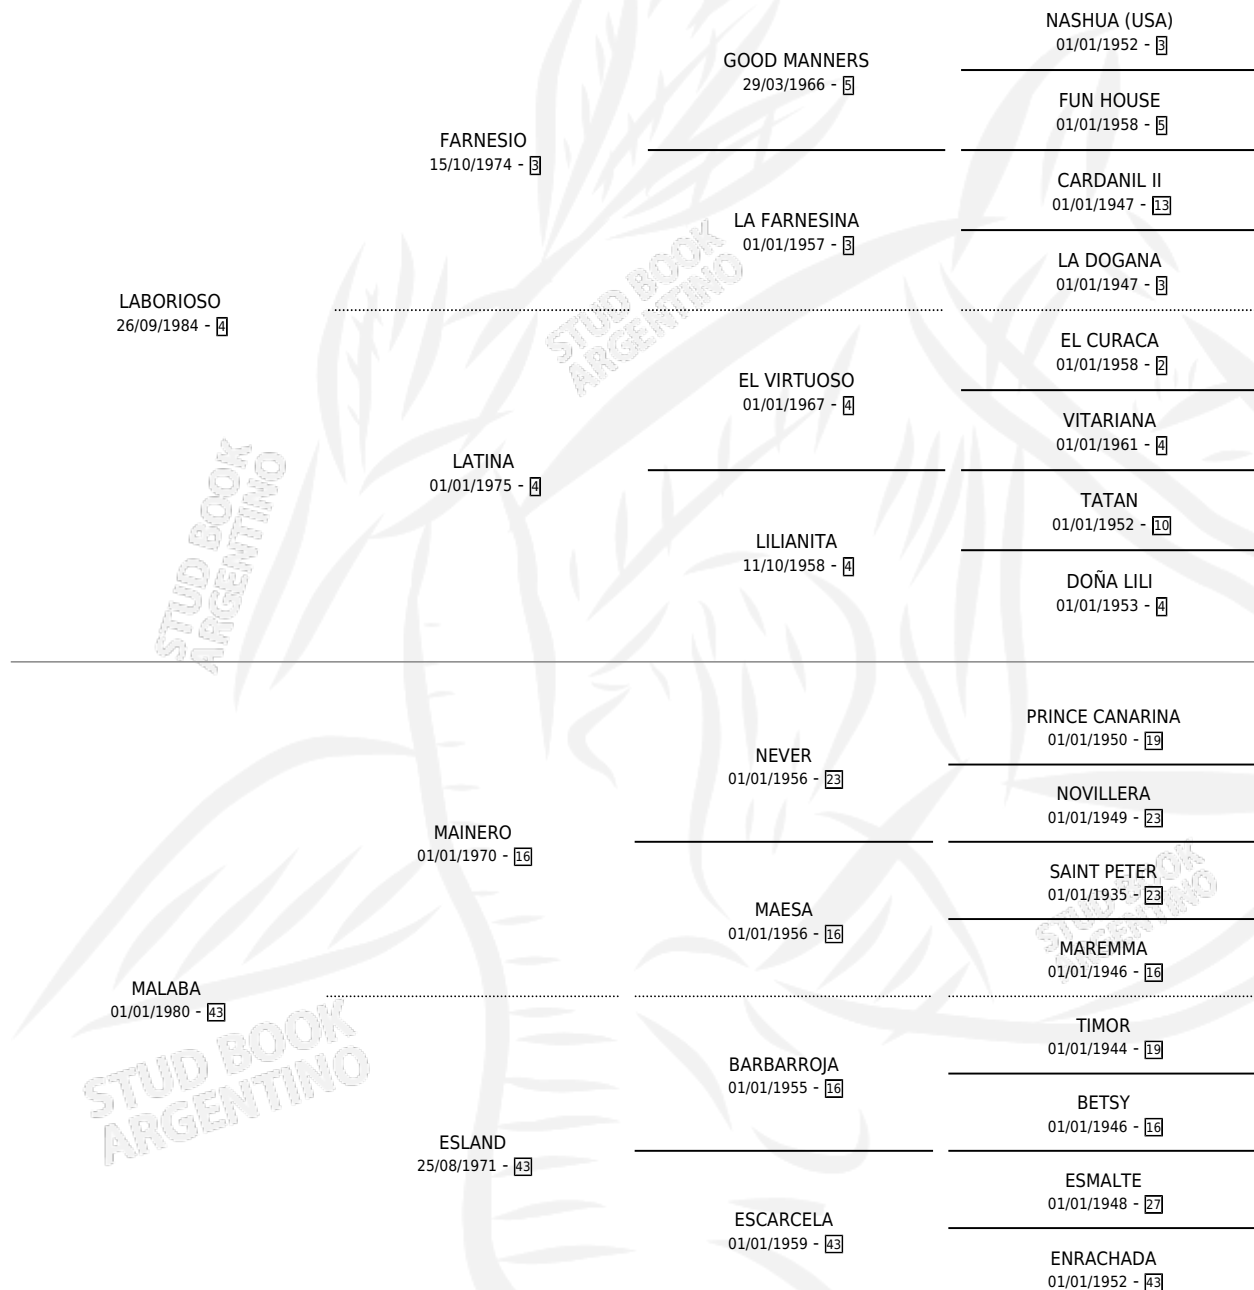 NASHUA (USA)
01/01/1952 - 3
GOOD MANNERS
29/03/1966 - 5
FUN HOUSE
01/01/1958 - 5
FARNESIO
15/10/1974 - 3
CARDANIL II
01/01/1947 - 13
LA FARNESINA
01/01/1957 - 3
LA DOGANA
01/01/1947 - 3
LABORIOSO
26/09/1984 - 4
EL CURACA
01/01/1958 - 2
EL VIRTUOSO
01/01/1967 - 4
VITARIANA
01/01/1961 - 4
LATINA
01/01/1975 - 4
TATAN
01/01/1952 - 10
LILIANITA
11/10/1958 - 4
DOÑA LILI
01/01/1953 - 4
PRINCE CANARINA
01/01/1950 - 19
NEVER
01/01/1956 - 23
NOVILLERA
01/01/1949 - 23
MAINERO
01/01/1970 - 16
SAINT PETER
01/01/1935 - 23
MAESA
01/01/1956 - 16
MAREMMA
01/01/1946 - 16
MALABA
01/01/1980 - 43
TIMOR
01/01/1944 - 19
BARBARROJA
01/01/1955 - 16
BETSY
01/01/1946 - 16
ESLAND
25/08/1971 - 43
ESMALTE
01/01/1948 - 27
ESCARCELA
01/01/1959 - 43
ENRACHADA
01/01/1952 - 43
STUD BOOK
ARGENTINO
STUD BOOK
ARGENTINO
STUD BOOK
ARGENTINO
STUD BOOK
ARGENTINO